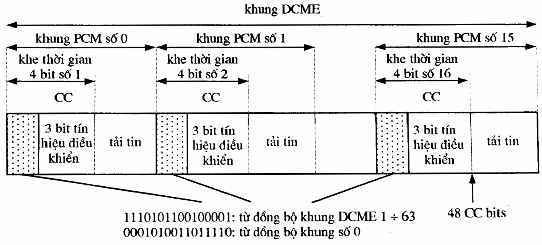 khung DCME
khung PCM số 0
khung PCM số 1
khung PCM số 15
khe thời gian
4 bit số 1
khe thời gian
4 bit số 2
khe thời gian
4 bit số 16
CC
CC
CC
3 bit tín
hiệu điều
khiển
tải tin
3 bit tín
hiệu điều
khiển
tải tin
3 bit tín
hiệu điều
khiển
tải tin
1110101100100001: từ đồng bộ khung DCME 1 ÷ 63
0001010011011110: từ đồng bộ khung số 0
48 CC bits